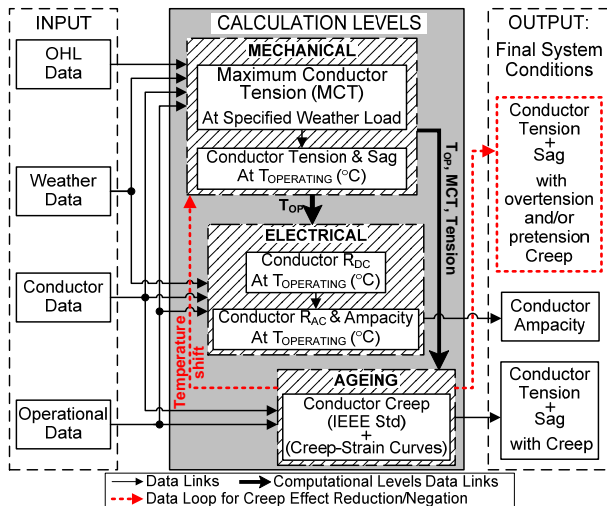 INPUT
OHL
Data
Weather
Data
Conductor
Data
Operational
Data
CALCULATION LEVELS
MECHANICAL
Maximum Conductor
Tension (MCT)
At Specified Weather Load
Conductor Tension & Sag
At TOPERATING (°C)
TOP
TOP, MCT, Tension
ELECTRICAL
Conductor RDC
At TOPERATING (°C)
Conductor RAC & Ampacity
At TOPERATING (°C)
Temperature
shift
AGEING
Conductor Creep
(IEEE Std)
+
(Creep-Strain Curves)
OUTPUT:
Final System
Conditions
Conductor
Tension
+
Sag
with
overtension
and/or
pretension
Creep
Conductor
Ampacity
Conductor
Tension
+
Sag
with Creep
Data Links
Computational Levels Data Links
Data Loop for Creep Effect Reduction/Negation